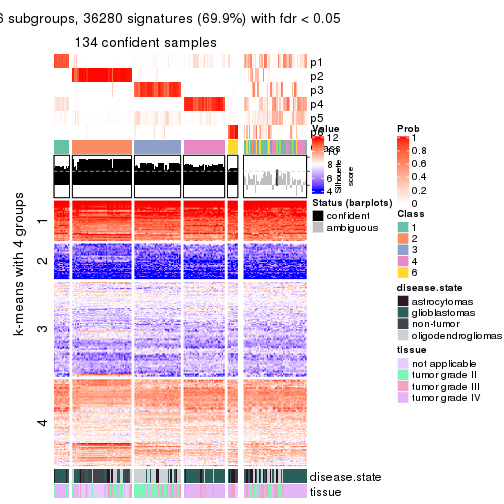 6 subgroups, 36280 signatures (69.9%) with fdr < 0.05
134 confident samples
p1
p2
p3
p4
p5
Silhouette
score
k-means with 4 groups
1
2
3
4
disease.state
tissue
Value
12
10
8
6
4
Status (barplots)
confident
ambiguous
Prob
1
0.8
0.6
0.4
0.2
0
Class
1
2
3
4
6
disease.state
astrocytomas
glioblastomas
non-tumor
oligodendrogliomas
tissue
not applicable
tumor grade II
tumor grade III
tumor grade IV